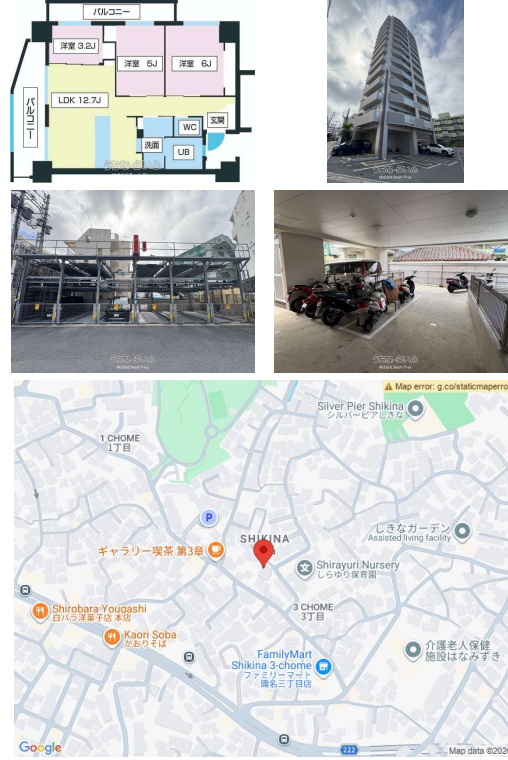 バルコニー
洋室 3.2J
洋室 5J
洋室 6J
バルコニー
LDK 12.7J
玄関
WC
洗面
UB
Map error: g.co/staticmaperro
Silver Pier Shikina
シルバーピアしきな
1 CHOME
1丁目
P
しきなガーデン
Assisted living facility
SHIKINA
ギャラリー喫茶 第3章
Shirayuri Nursery
しらゆり保育園
3 CHOME
3丁目
Shirobara Yougashi
白バラ洋菓子店 本店
Kaori Soba
かおりそば
介護老人保健
施設はなみずき
FamilyMart
Shikina 3-chome
ファミリーマート
識名三丁目店
222
Google
Map data ©2026